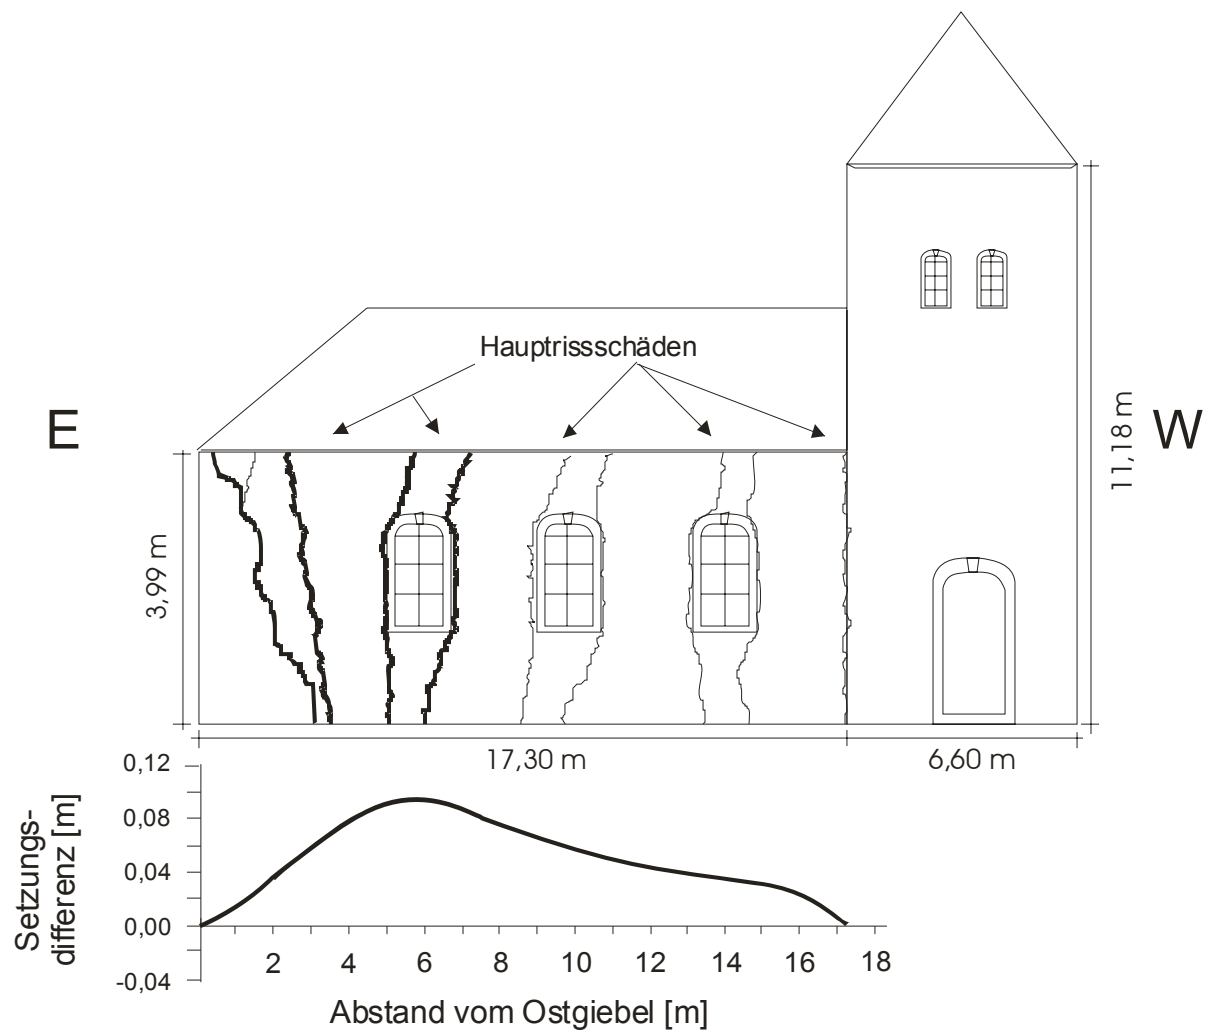 Hauptrissschäden
E
W
11,18 m
3,99 m
17,30 m
6,60 m
0,12
0,08
0,04
0,00
-0,04
Setzungs-
differenz [m]
2 4 6 8 10 12 14 16 18
Abstand vom Ostgiebel [m]